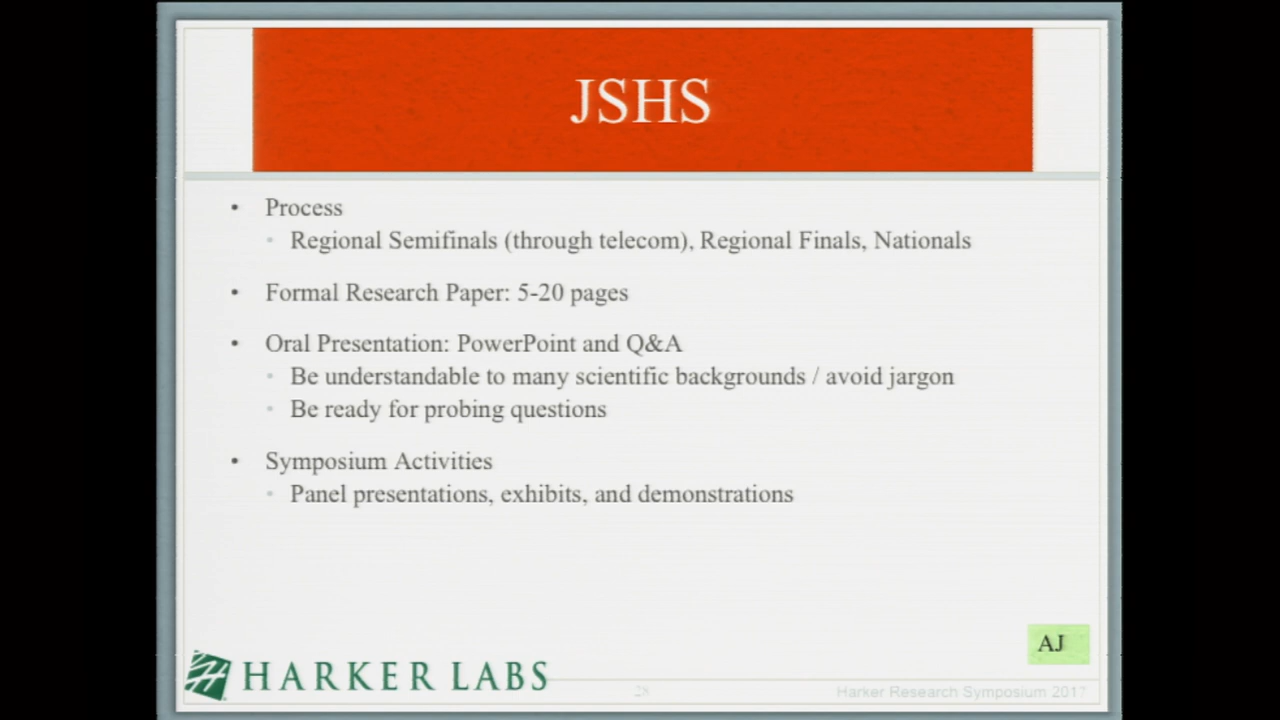 JSHS
• Process
• Regional Semifinals (through telecom), Regional Finals, Nationals
• Formal Research Paper: 5-20 pages
• Oral Presentation: PowerPoint and Q&A
• Be understandable to many scientific backgrounds / avoid jargon
• Be ready for probing questions
• Symposium Activities
• Panel presentations, exhibits, and demonstrations
AJ
HARKER LABS
28
Harker Research Symposium 2017